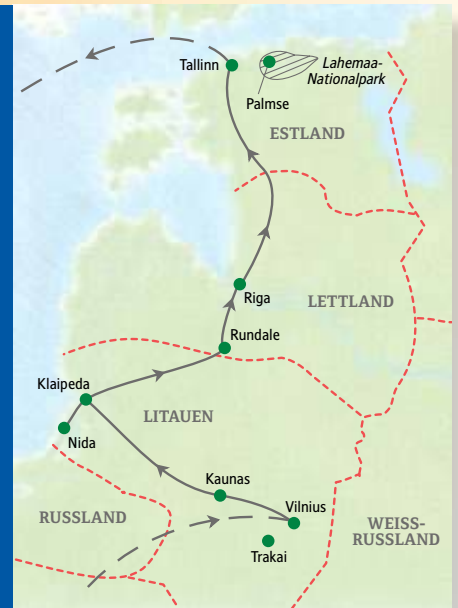 Tallinn
Lahemaa-
Nationalpark
Palmse
ESTLAND
Riga
LETTLAND
Rundale
Klaipeda
LITAUEN
Nida
Kaunas
Vilnius
RUSSLAND
WEISS-
RUSSLAND
Trakai